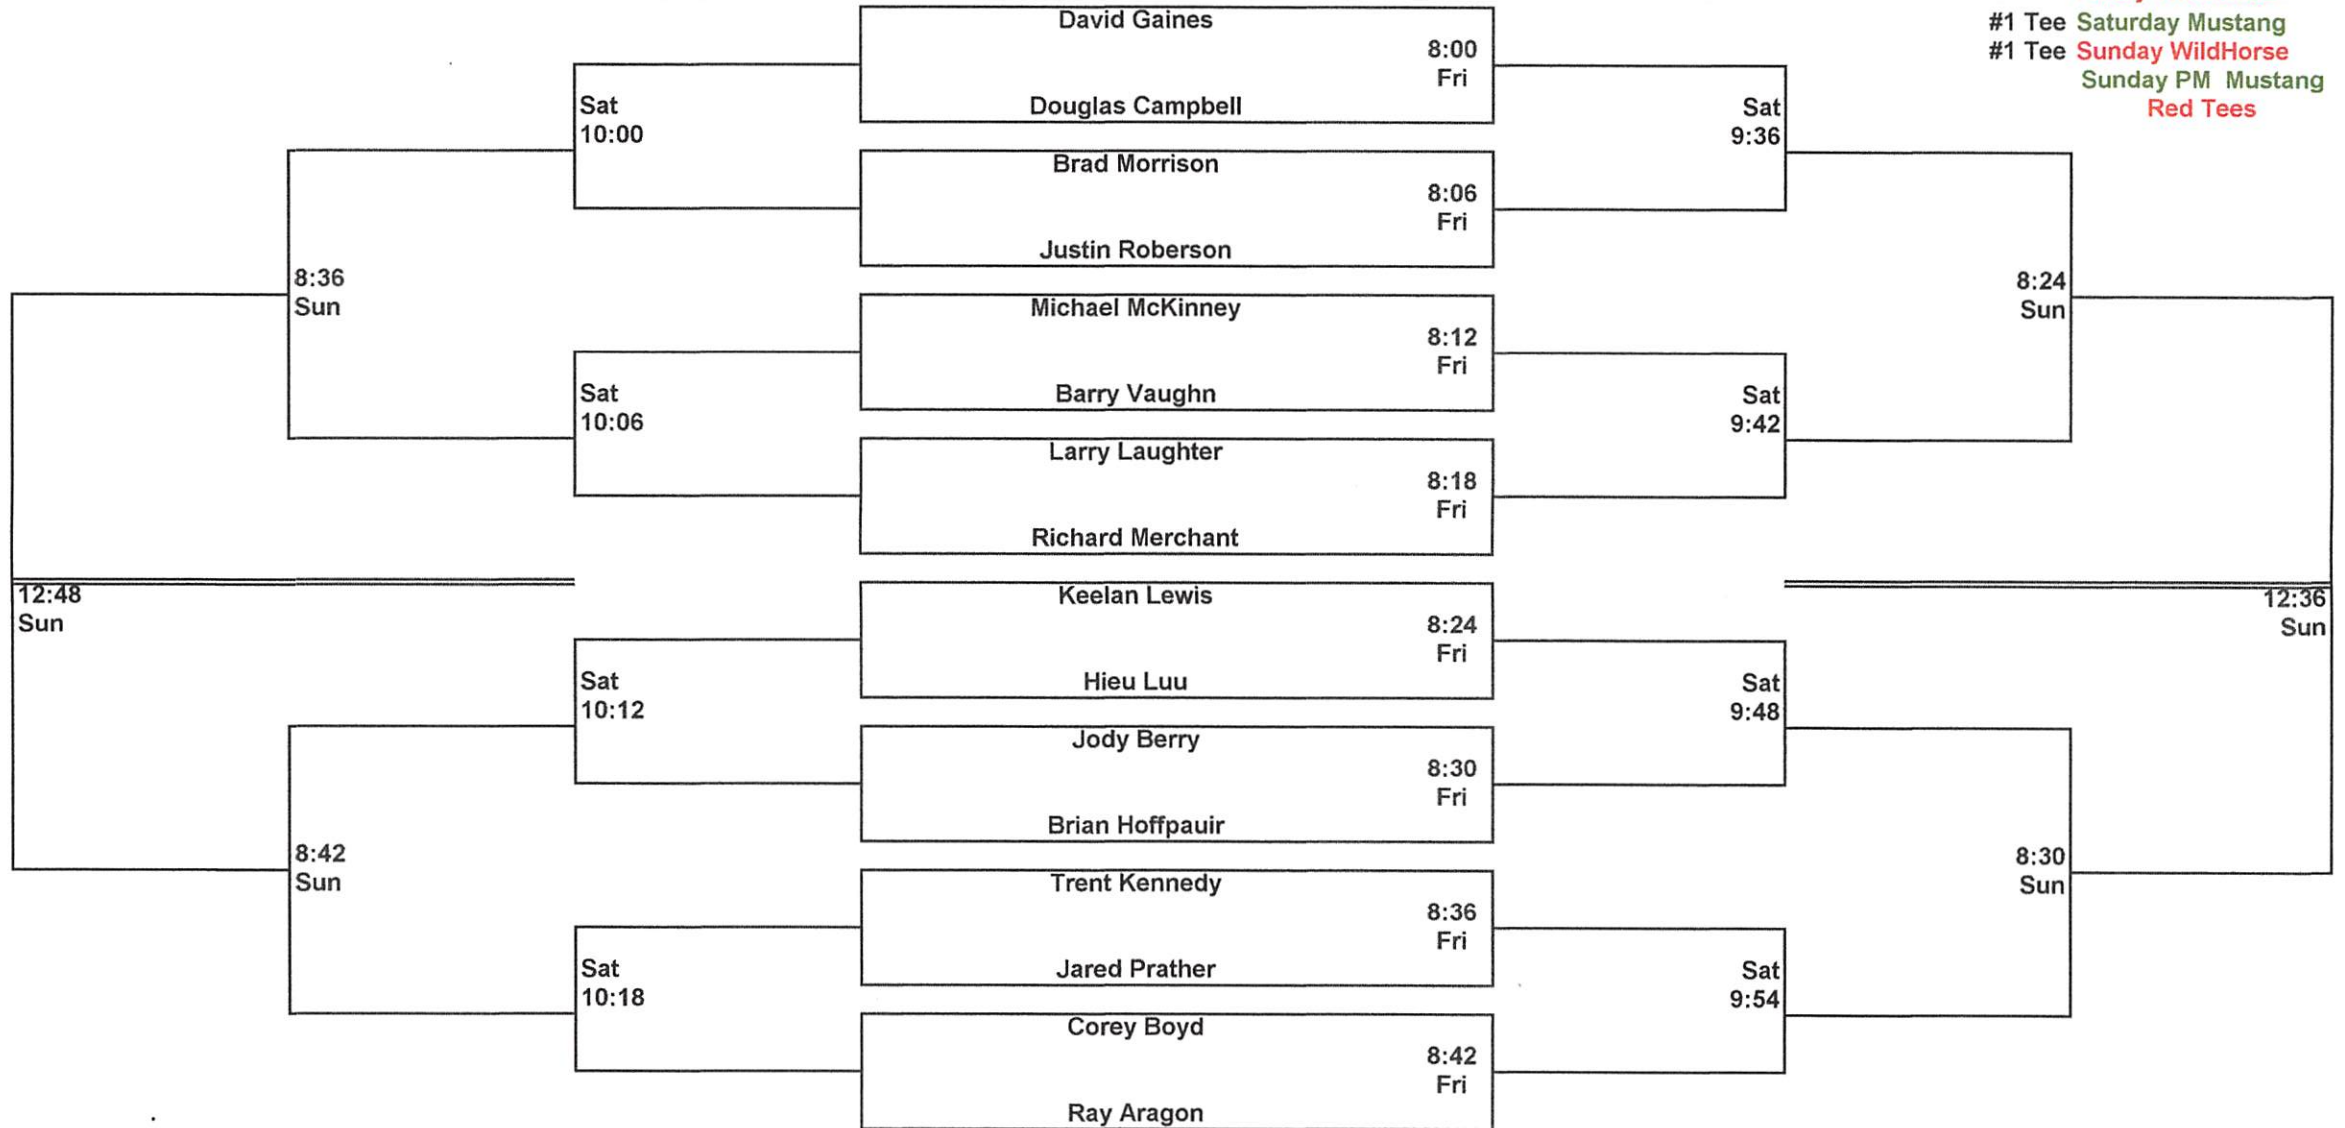 David Gaines
#1 Tee Saturday Mustang
8:00
#1 Tee Sunday WildHorse
Fri
Sunday PM Mustang
Sat
Douglas Campbell
Sat
Red Tees
10:00
9:36
Brad Morrison
8:06
Fri
Justin Roberson
8:36
8:24
Sun
Michael McKinney
Sun
8:12
Fri
Sat
Barry Vaughn
Sat
10:06
9:42
Larry Laughter
8:18
Fri
Richard Merchant
12:48
Keelan Lewis
12:36
Sun
8:24
Sun
Fri
Sat
Hieu Luu
Sat
10:12
9:48
Jody Berry
8:30
Fri
Brian Hoffpauir
8:42
8:30
Sun
Trent Kennedy
Sun
8:36
Fri
Sat
Jared Prather
Sat
10:18
9:54
Corey Boyd
8:42
Fri
Ray Aragon